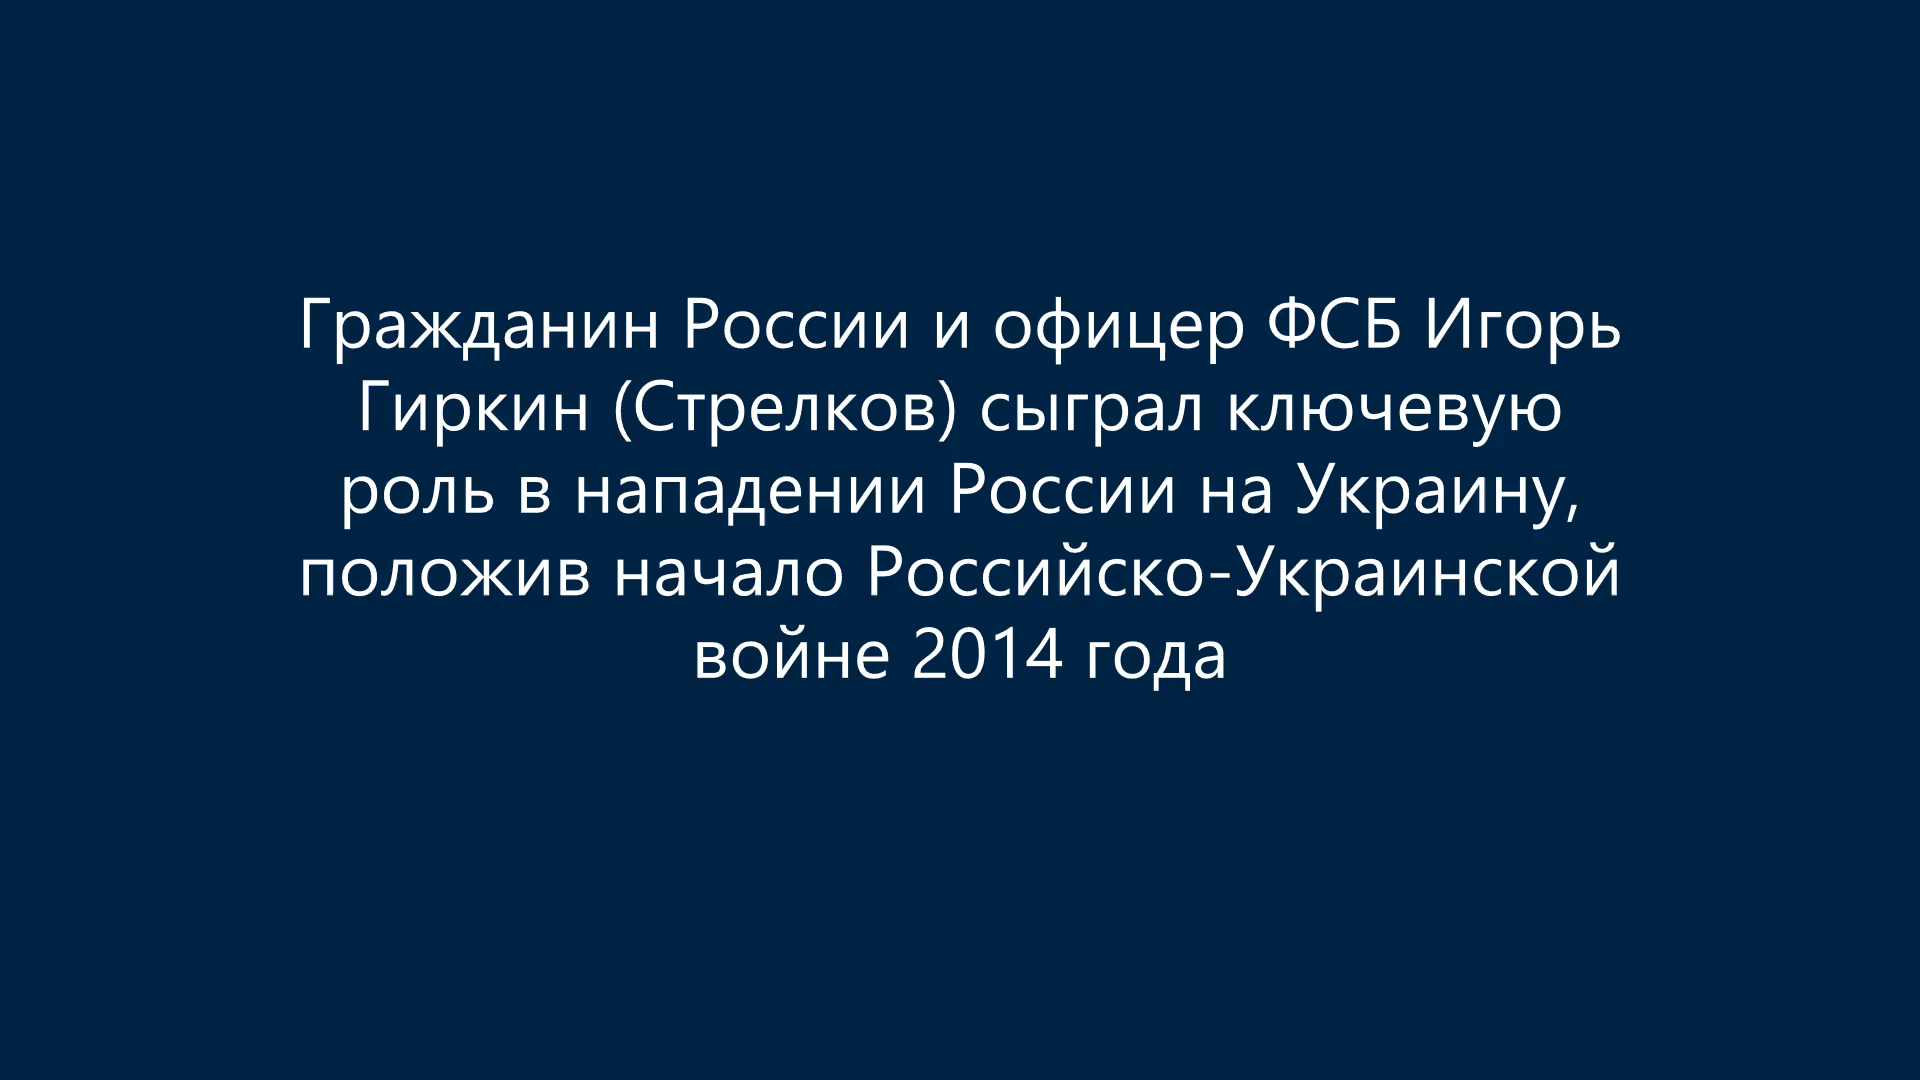 Гражданин России и офицер ФСБ Игорь
Гиркин (Стрелков) сыграл ключевую
роль в нападении России на Украину,
положив начало Российско-Украинской
войне 2014 года